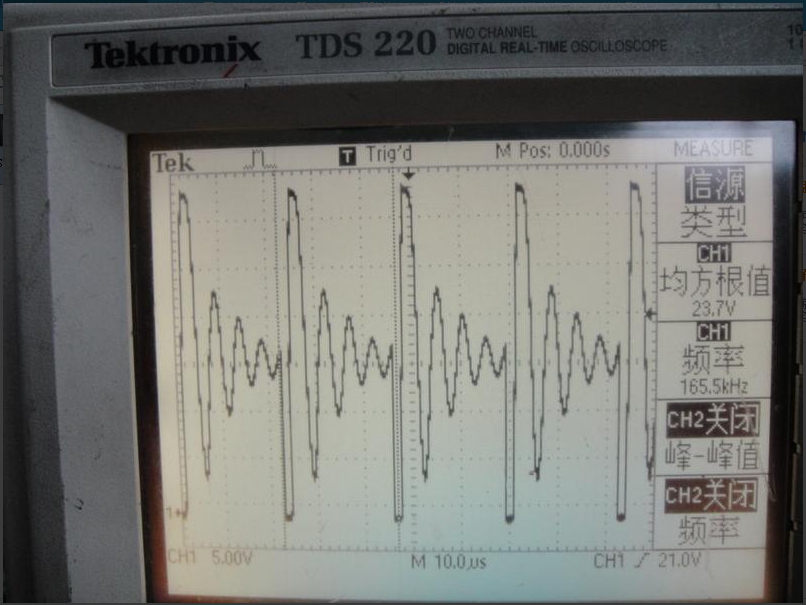 Tektronix TDS 220 TWO CHANNEL
DIGITAL REAL-TIME OSCILLOSCOPE
Tek T Trig'd M Pos: 0.000s MEASURE
信源
类型
CH1
均方根值
23.7V
CH1
频率
165.5kHz
CH2关闭
峰-峰值
CH2关闭
频率
1
CH1 5.00V M 10.0µs CH1 21.0V